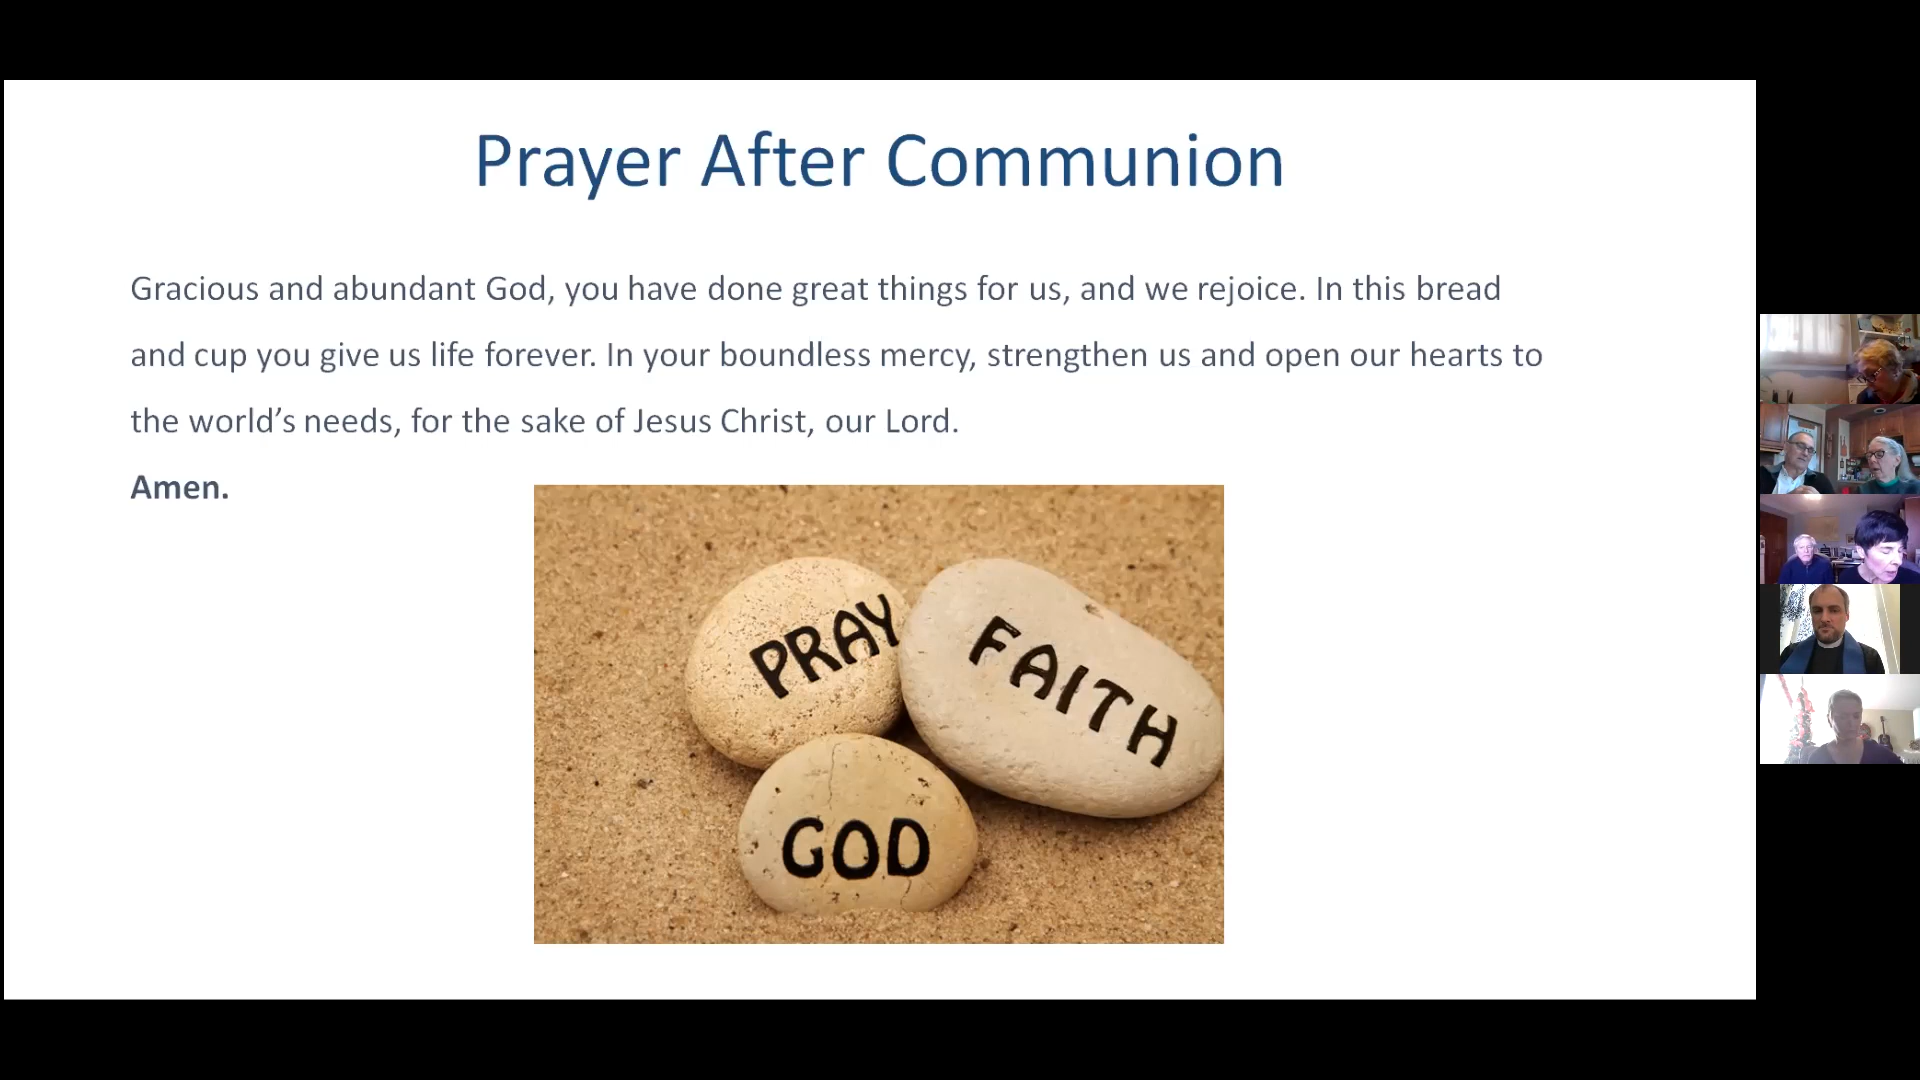 Prayer After Communion
Gracious and abundant God, you have done great things for us, and we rejoice. In this bread
and cup you give us life forever. In your boundless mercy, strengthen us and open our hearts to
the world’s needs, for the sake of Jesus Christ, our Lord.
Amen.
PRAY
FAITH
GOD